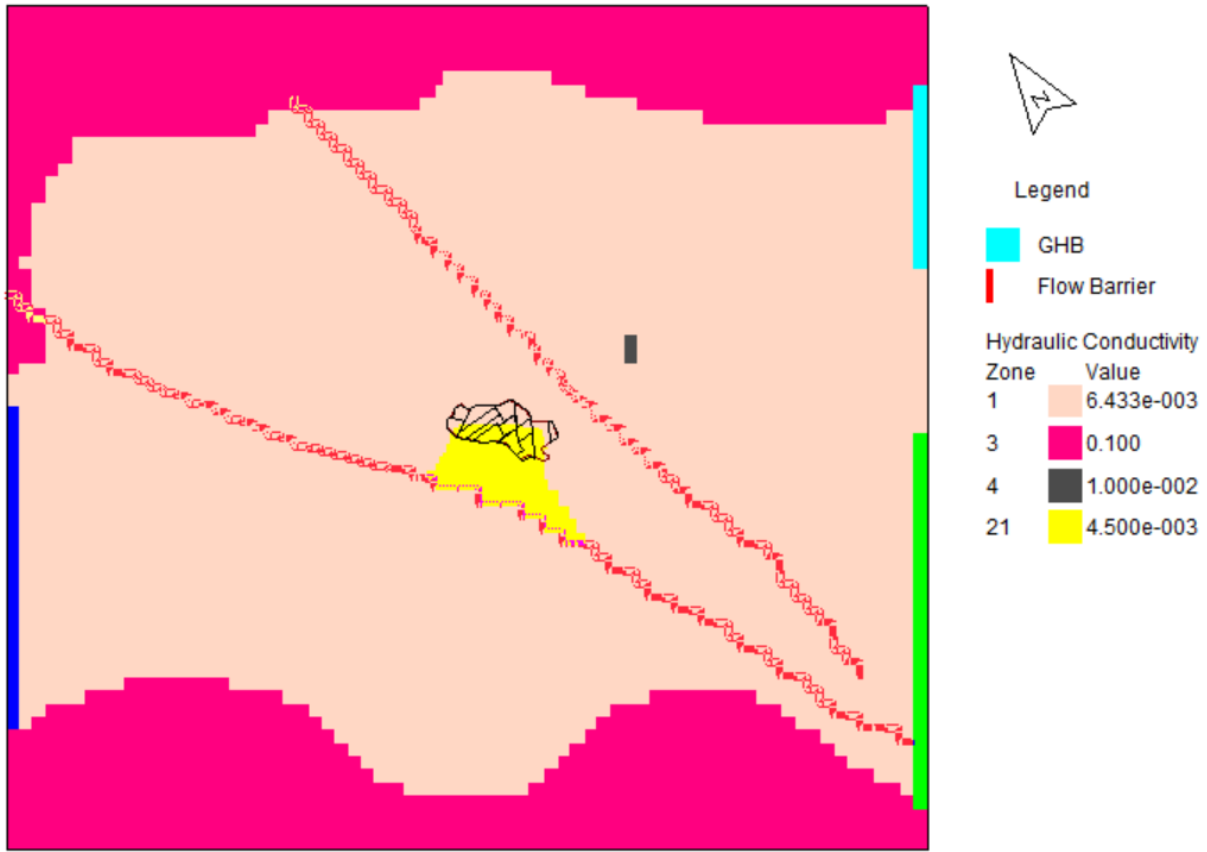 N
Legend
GHB
Flow Barrier
Hydraulic Conductivity
Zone Value
1 6.433e-003
3 0.100
4 1.000e-002
21 4.500e-003